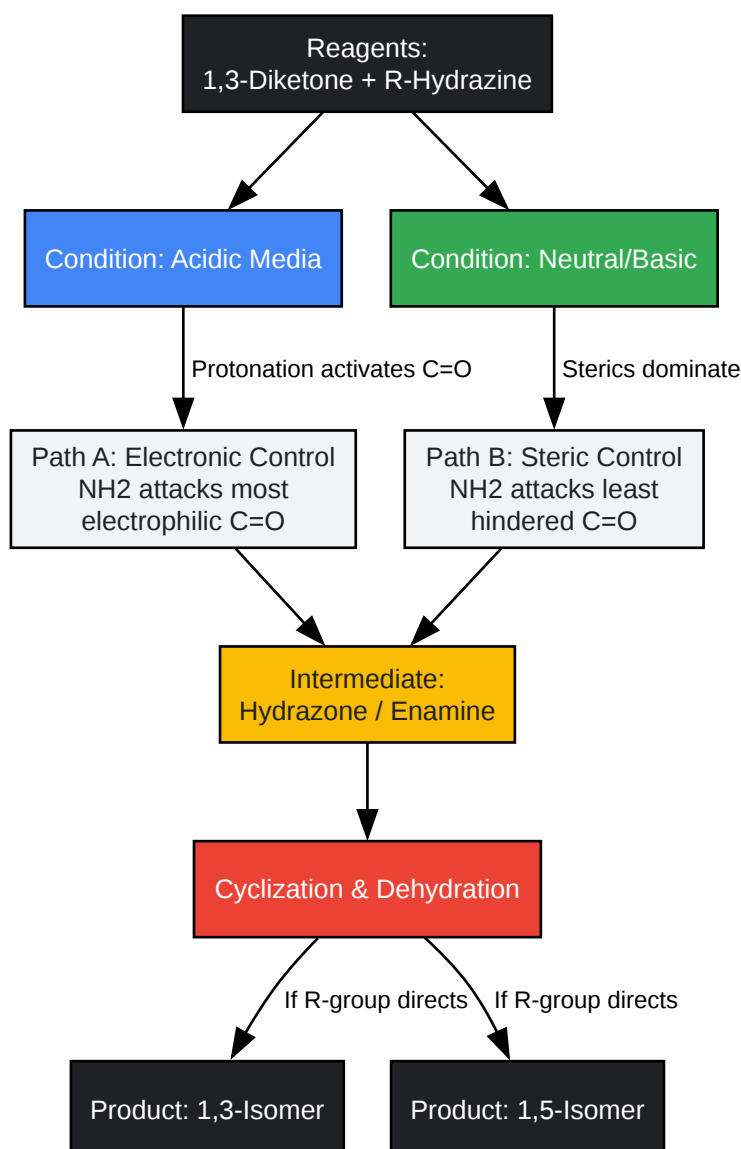 Reagents:
1,3-Diketone + R-Hydrazine
Condition: Acidic Media
Condition: Neutral/Basic
Protonation activates C=O
Sterics dominate
Path A: Electronic Control
NH2 attacks most
electrophilic C=O
Path B: Steric Control
NH2 attacks least
hindered C=O
Intermediate:
Hydrazone / Enamine
Cyclization & Dehydration
If R-group directs
If R-group directs
Product: 1,3-Isomer
Product: 1,5-Isomer